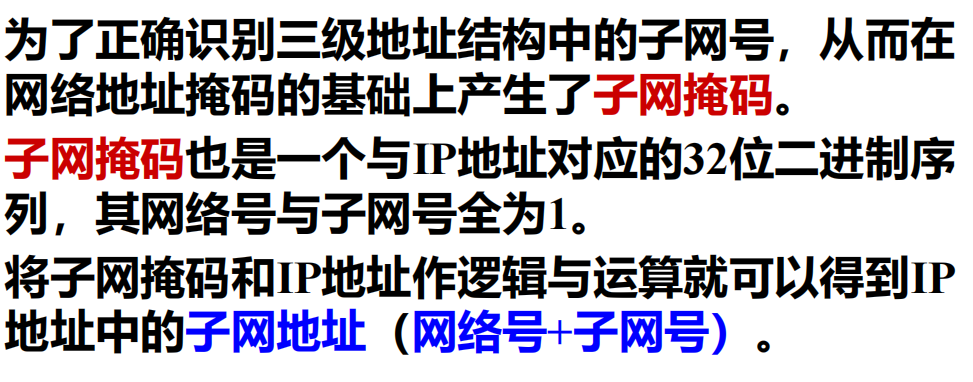 为了正确识别三级地址结构中的子网号，从而在
网络地址掩码的基础上产生了子网掩码。
子网掩码也是一个与IP地址对应的32位二进制序
列，其网络号与子网号全为1。
将子网掩码和IP地址作逻辑与运算就可以得到IP
地址中的子网地址（网络号+子网号）。